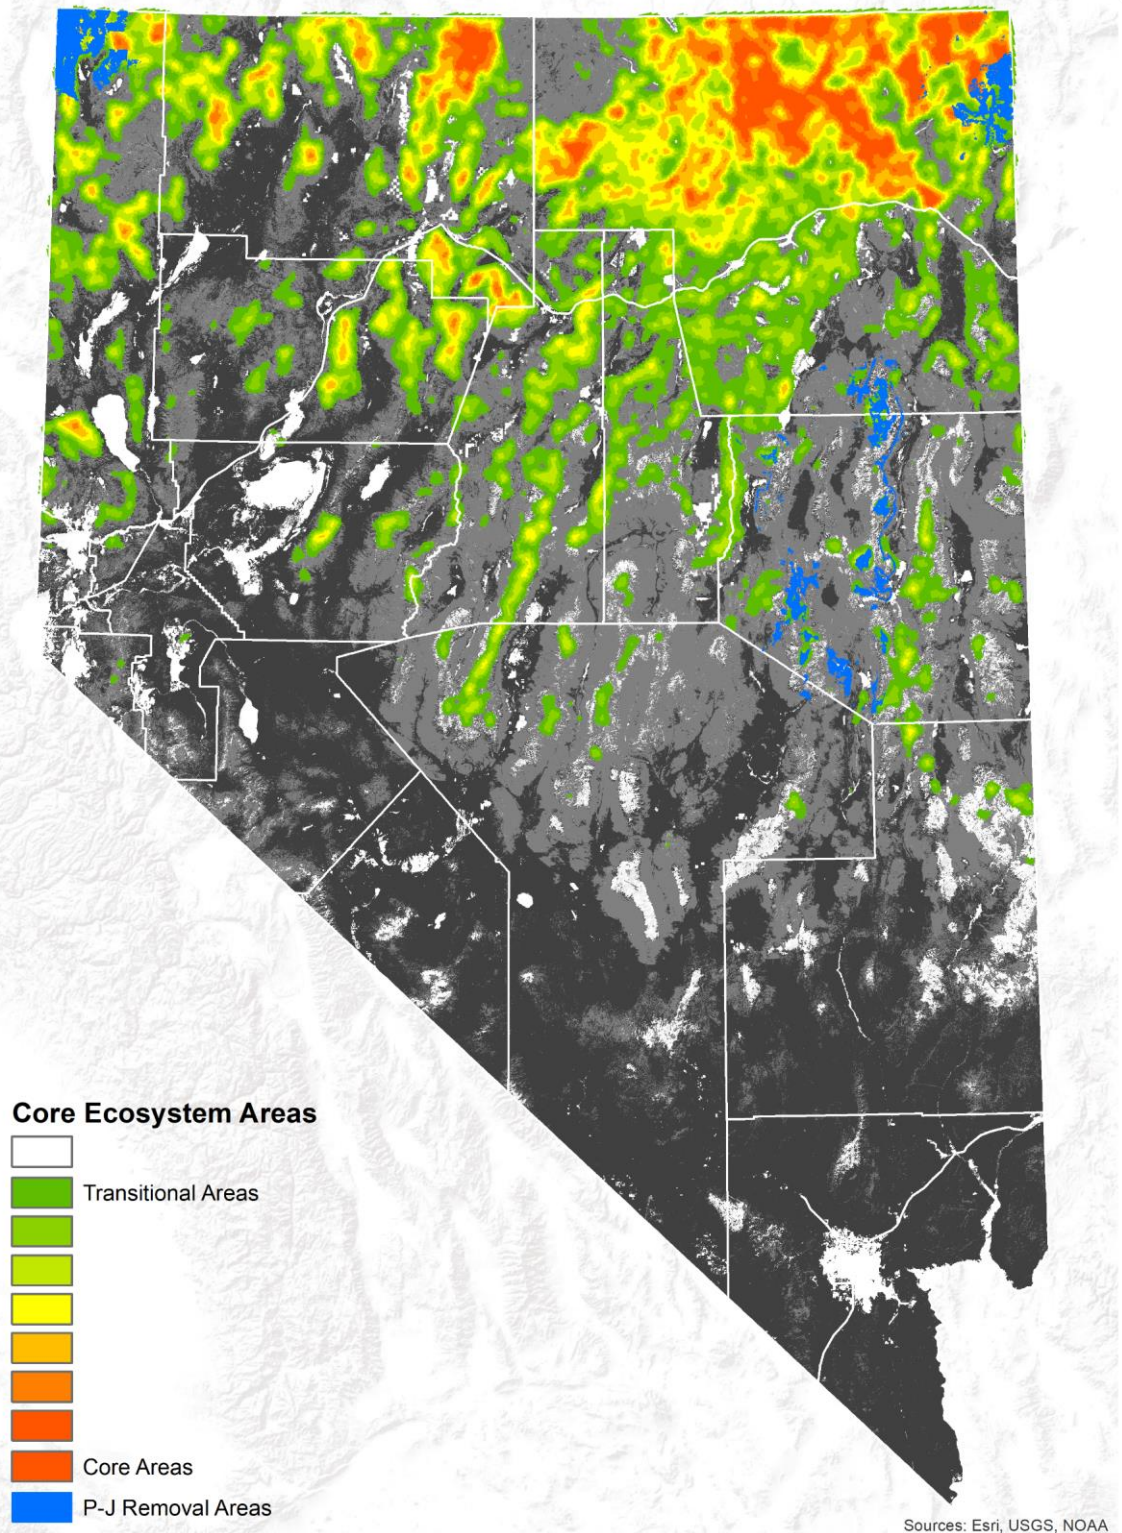 Core Ecosystem Areas
Transitional Areas
Core Areas
P-J Removal Areas
Sources: Esri, USGS, NOAA